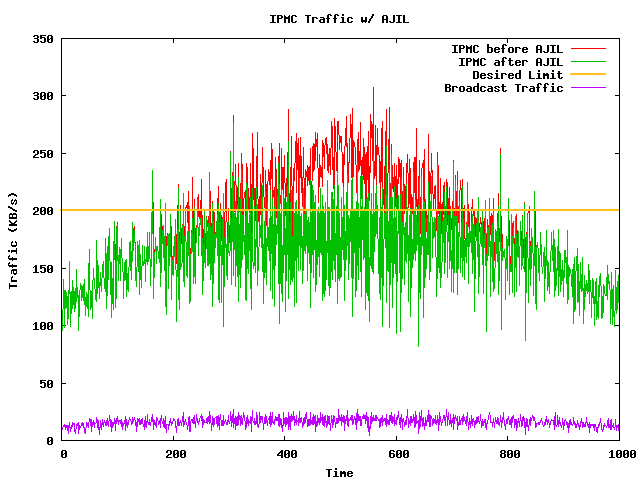 IPMC Traffic w/ AJIL
350
300
250
200
150
100
50
0
Traffic (KB/s)
IPMC before AJIL
IPMC after AJIL
Desired Limit
Broadcast Traffic
0 200 400 600 800 1000
Time